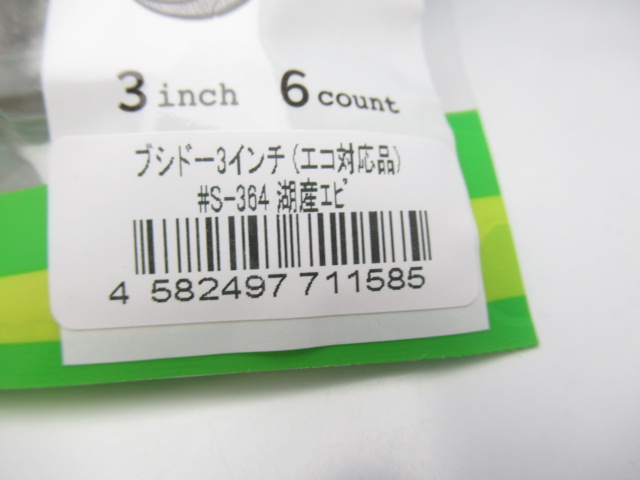 3 inch 6 count
ブシドー3インチ(エコ対応品)
#S-364 湖産ｴﾋﾞ
4 582497 711585